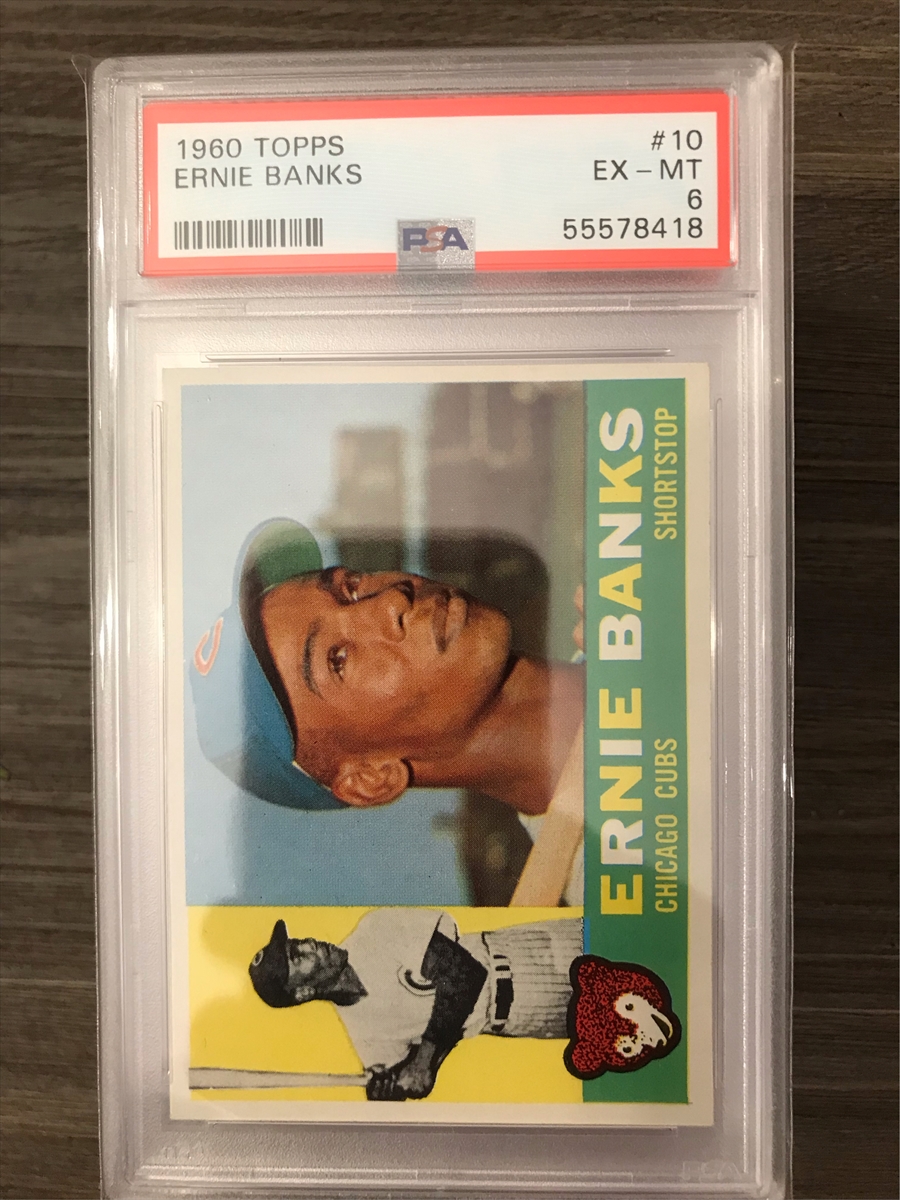 1960 TOPPS
ERNIE BANKS
#10
EX - MT
6
55578418
PSA
ERNIE BANKS
CHICAGO CUBS
SHORTSTOP